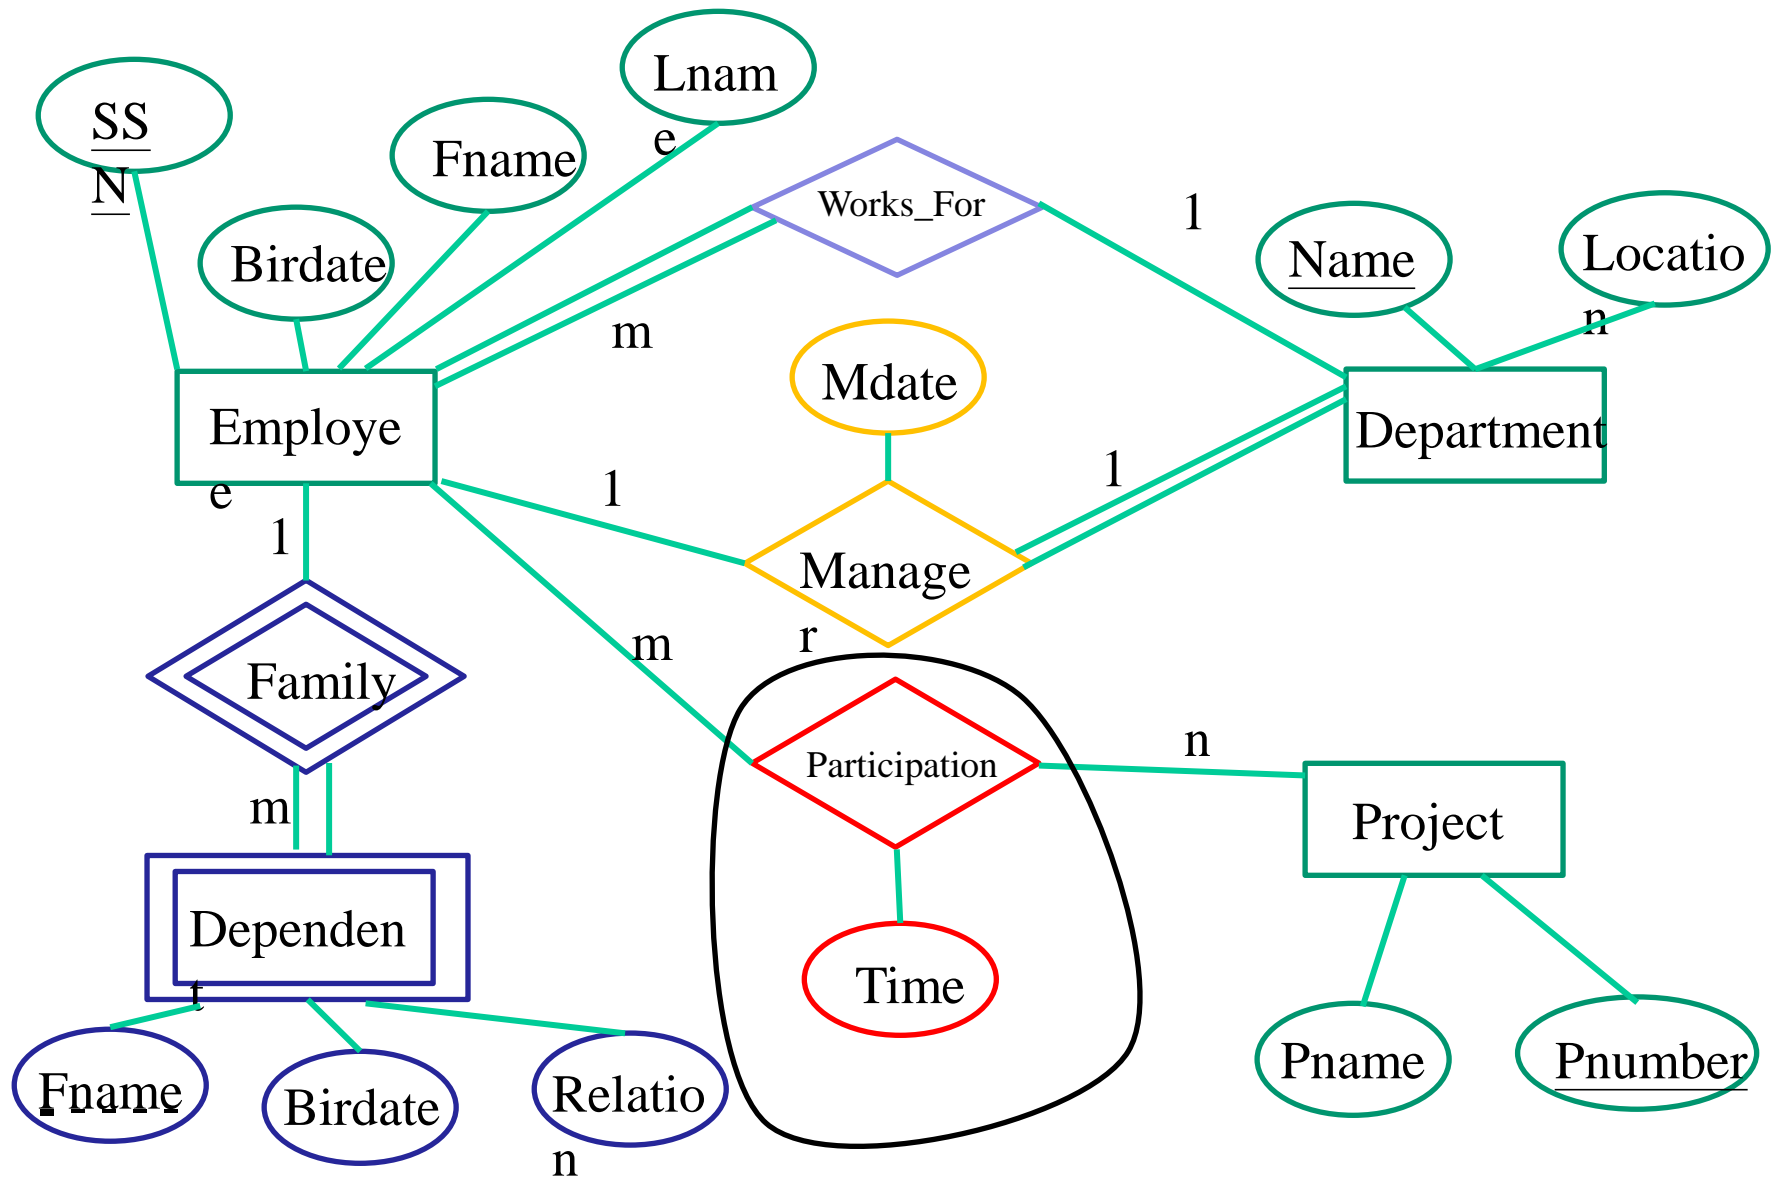 Lnam
e
SS
N
Fname
Works_For
1
Name
Locatio
n
Birdate
m
Mdate
Employe
e
Department
1
1
1
Manage
r
m
Family
Participation
n
m
Project
Dependen
t
Time
Fname
Birdate
Relatio
n
Pname
Pnumber